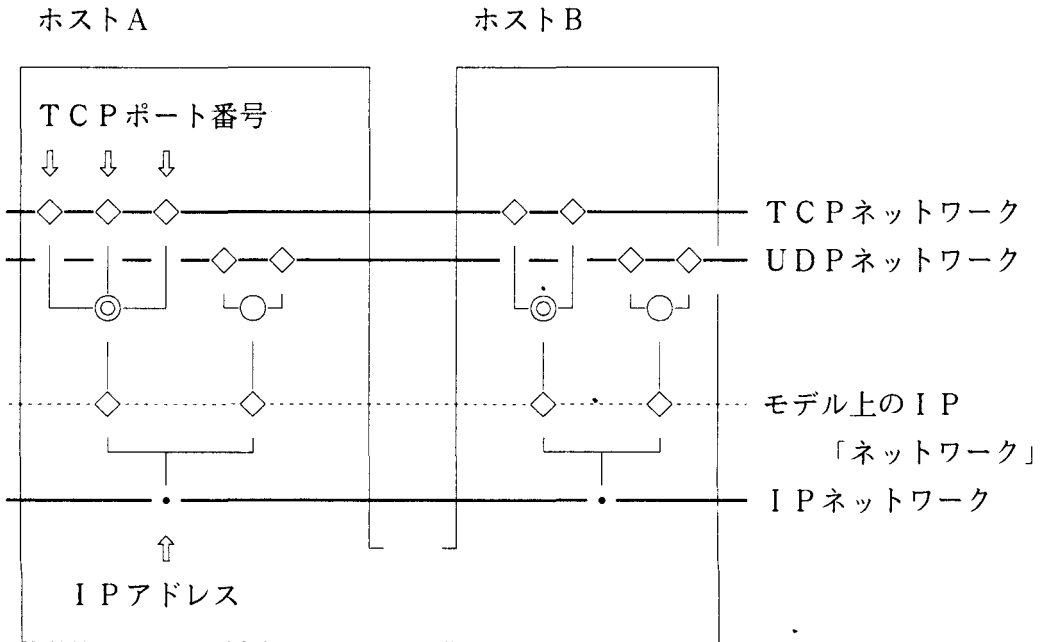 ホストA
ホストB
TCPポート番号
TCPネットワーク
UDPネットワーク
モデル上のIP
「ネットワーク」
IPネットワーク
IPアドレス